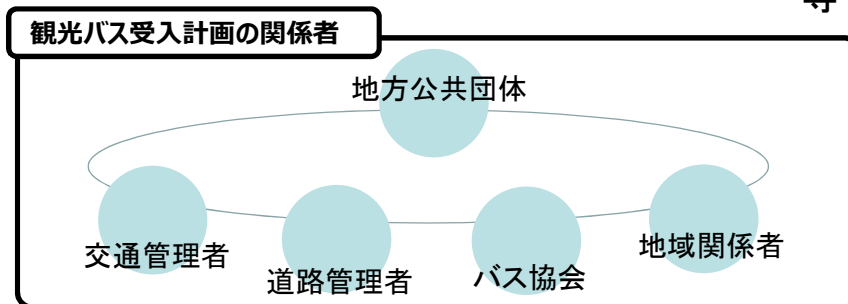 等
観光バス受入計画の関係者
地方公共団体
交通管理者
道路管理者
バス協会
地域関係者